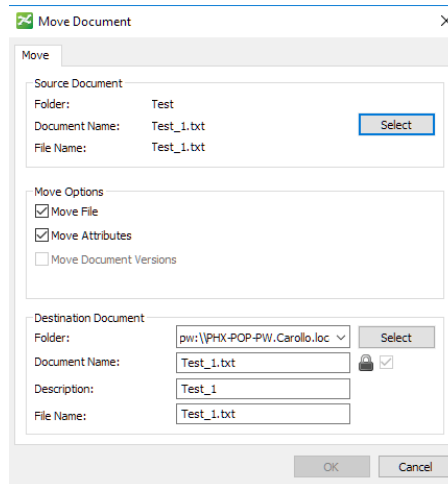 Move Document
Move
Source Document
Folder: Test
Document Name: Test_1.txt Select
File Name: Test_1.txt
Move Options
Move File
Move Attributes
Move Document Versions
Destination Document
Folder: pw:\\PHX-POP-PW.Carollo.loc Select
Document Name: Test_1.txt
Description: Test_1
File Name: Test_1.txt
OK Cancel